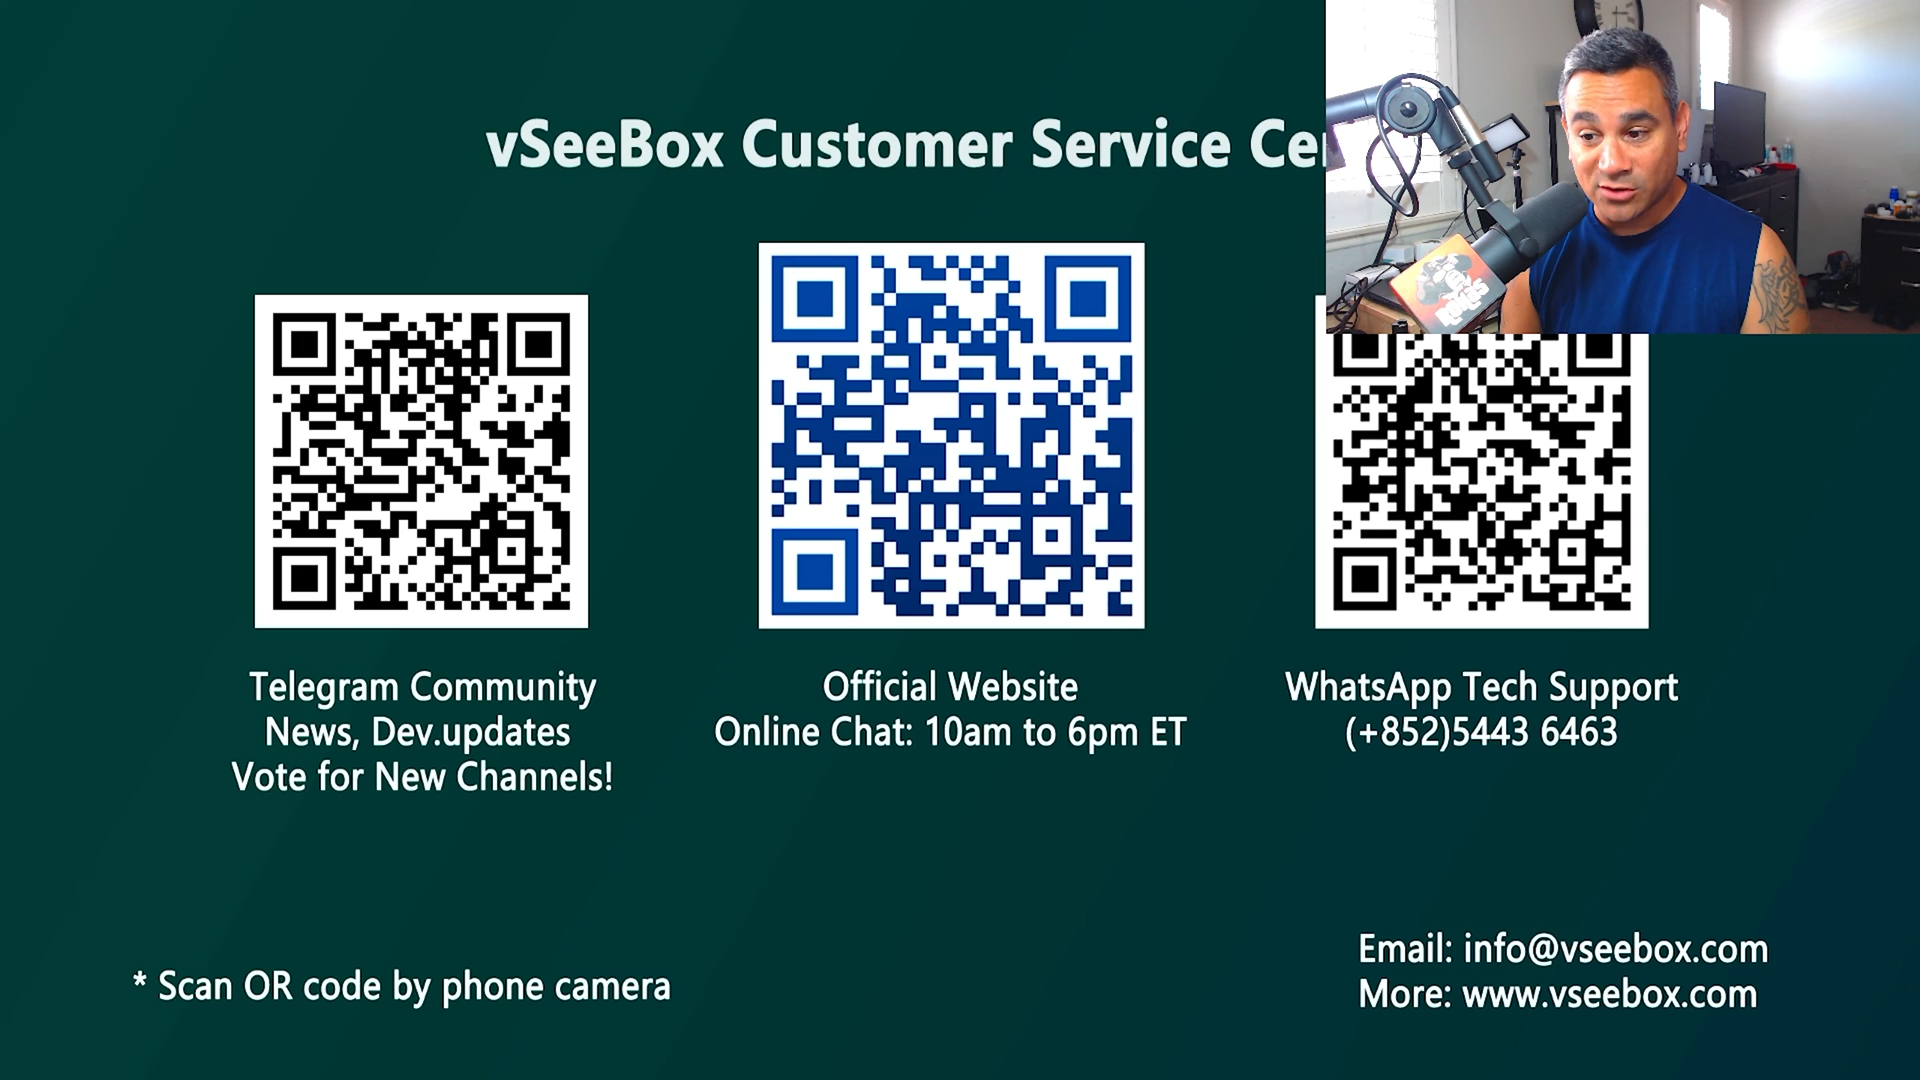 vSeeBox Customer Service Ce
Telegram Community
News, Dev.updates
Vote for New Channels!
Official Website
Online Chat: 10am to 6pm ET
WhatsApp Tech Support
(+852)5443 6463
* Scan OR code by phone camera
Email: info@vseebox.com
More: www.vseebox.com